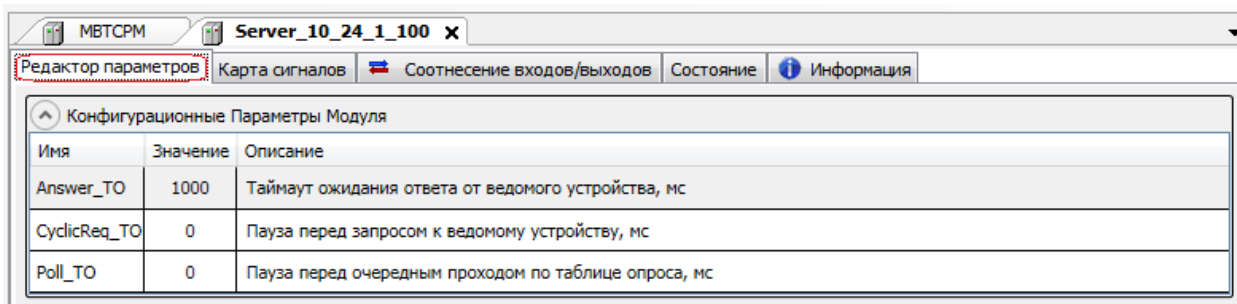 MBTCPM Server_10_24_1_100 x
Редактор параметров Карта сигналов Соотнесение входов/выходов Состояние Информация
Конфигурационные Параметры Модуля
Имя Значение Описание
Answer_TO 1000 Таймаут ожидания ответа от ведомого устройства, мс
CyclicReq_TO 0 Пауза перед запросом к ведомому устройству, мс
Poll_TO 0 Пауза перед очередным проходом по таблице опроса, мс